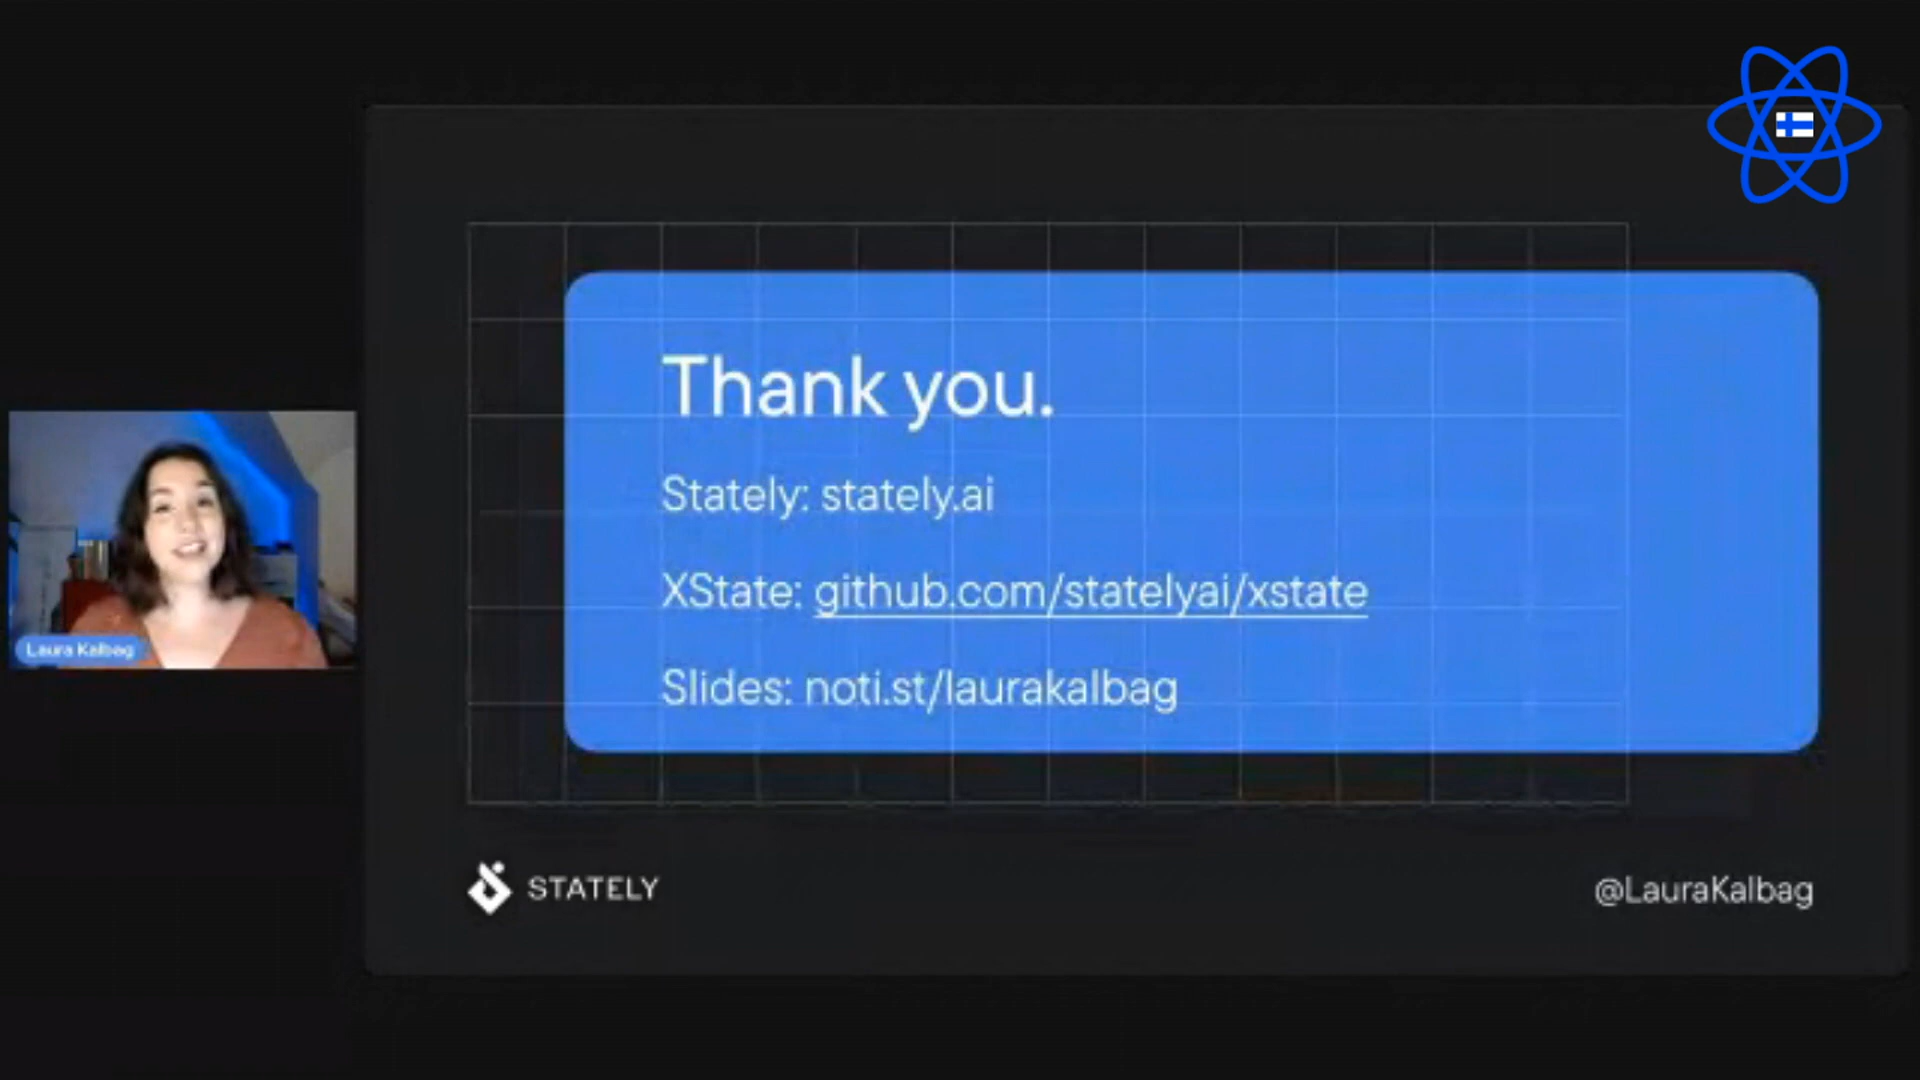 Thank you.
Stately: stately.ai
XState: github.com/statelyai/xstate
Slides: noti.st/laurakalbag
Laura Kalbag
STATELY
@LauraKalbag